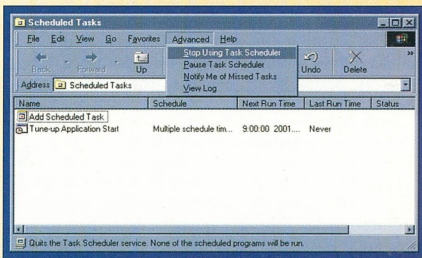 Scheduled Tasks
File Edit View Go Favorites Advanced Help
Back Forward Up Undo Delete
Stop Using Task Scheduler
Pause Task Scheduler
Notify Me of Missed Tasks
View Log
Address Scheduled Tasks
Name Schedule Next Run Time Last Run Time Status
Add Scheduled Task
Tune-up Application Start Multiple schedule tim... 9:00:00 2001.... Never
Quits the Task Scheduler service. None of the scheduled programs will be run.